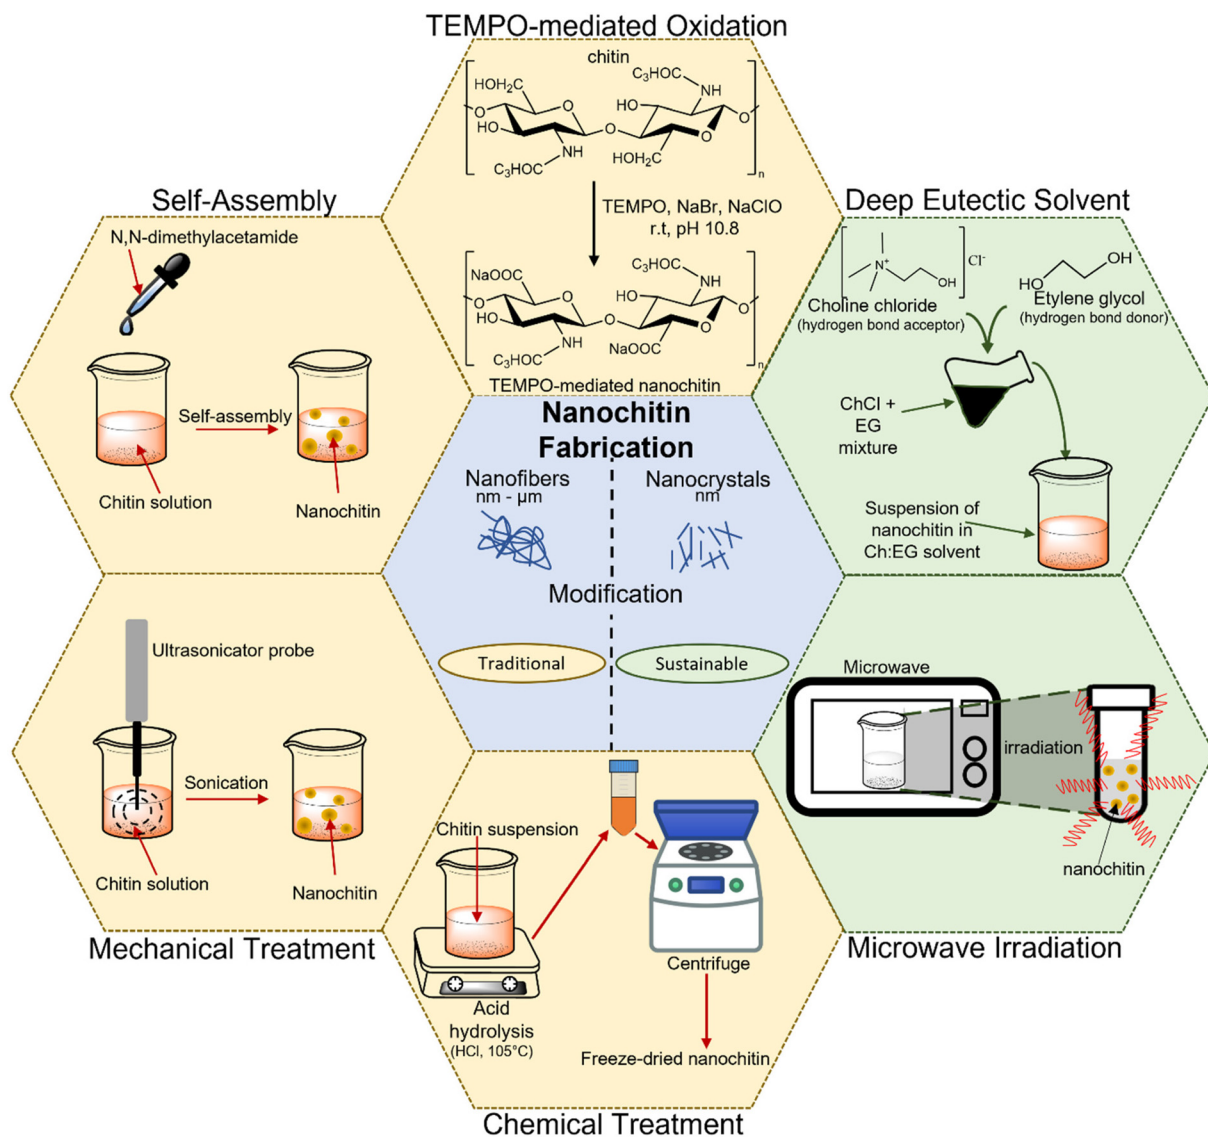 TEMPO-mediated Oxidation
chitin
HOH2C
O
HO
NH
C3HOC
O
C3HOC
NH
HO
O
O
HOH2C
n
TEMPO, NaBr, NaClO
r.t, pH 10.8
NaOOC
O
O
HO
NH
C3HOC
O
C3HOC
NH
HO
O
O
NaOOC
n
TEMPO-mediated nanochitin
Self-Assembly
N,N-dimethylacetamide
Self-assembly
Chitin solution
Nanochitin
Deep Eutectic Solvent
N+
OH
Cl-
Choline chloride
(hydrogen bond acceptor)
OH
HO
Etylene glycol
(hydrogen bond donor)
ChCl +
EG
mixture
Suspension of
nanochitin in
Ch:EG solvent
Nanochitin
Fabrication
Nanofibers
nm - μm
Nanocrystals
nm
Modification
Traditional
Sustainable
Ultrasonicator probe
Sonication
Chitin solution
Nanochitin
Mechanical Treatment
Microwave
irradiation
nanochitin
Microwave Irradiation
Chitin suspension
Acid
hydrolysis
(HCl, 105°C)
Centrifuge
Freeze-dried nanochitin
Chemical Treatment